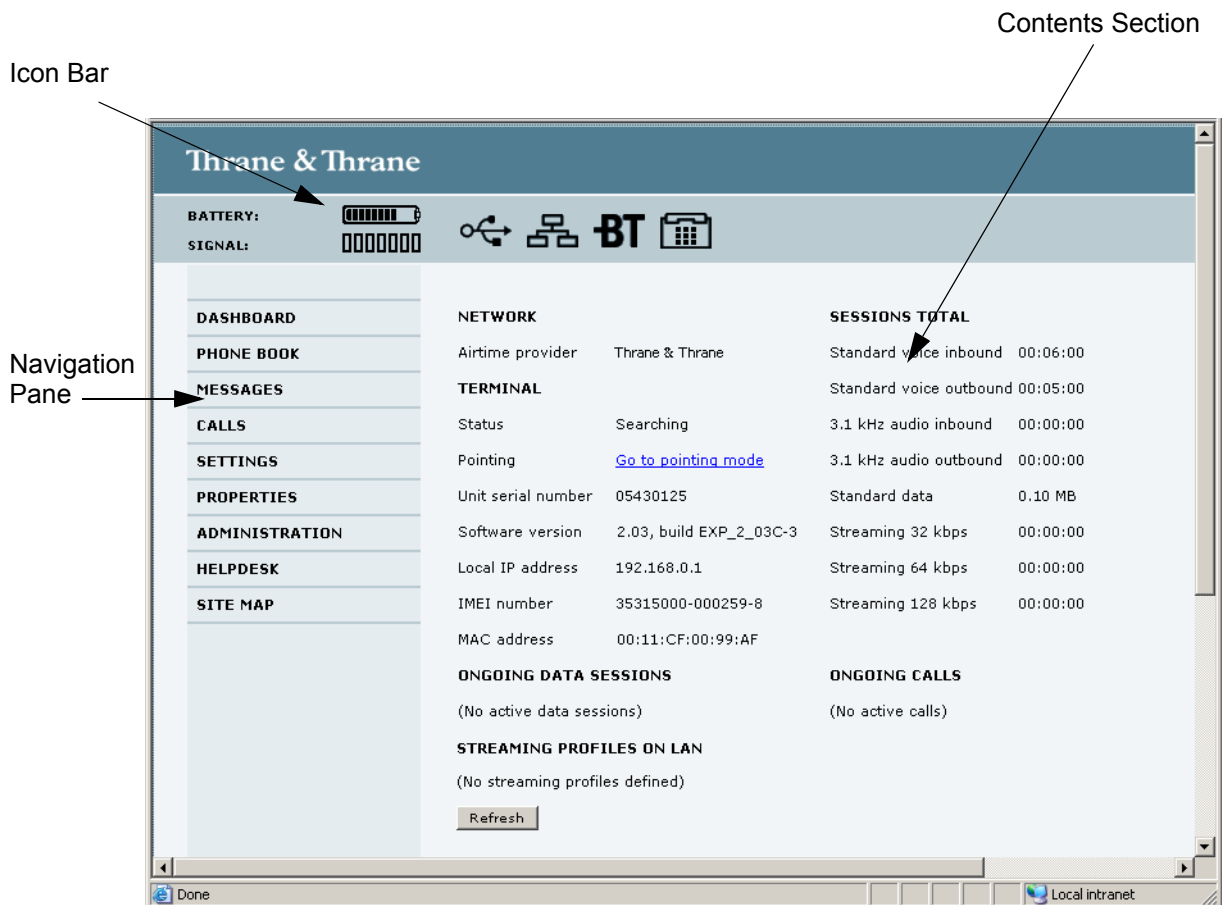 Contents Section
Icon Bar
Thrane & Thrane
BATTERY:
SIGNAL:
BT
Navigation
Pane
DASHBOARD
PHONE BOOK
MESSAGES
CALLS
SETTINGS
PROPERTIES
ADMINISTRATION
HELPDESK
SITE MAP
NETWORK
Airtime provider Thrane & Thrane
TERMINAL
Status Searching
Pointing Go to pointing mode
Unit serial number 05430125
Software version 2.03, build EXP_2_03C-3
Local IP address 192.168.0.1
IMEI number 35315000-000259-8
MAC address 00:11:CF:00:99:AF
ONGOING DATA SESSIONS
(No active data sessions)
STREAMING PROFILES ON LAN
(No streaming profiles defined)
Refresh
SESSIONS TOTAL
Standard voice inbound 00:06:00
Standard voice outbound 00:05:00
3.1 kHz audio inbound 00:00:00
3.1 kHz audio outbound 00:00:00
Standard data 0.10 MB
Streaming 32 kbps 00:00:00
Streaming 64 kbps 00:00:00
Streaming 128 kbps 00:00:00
ONGOING CALLS
(No active calls)
Done
Local intranet